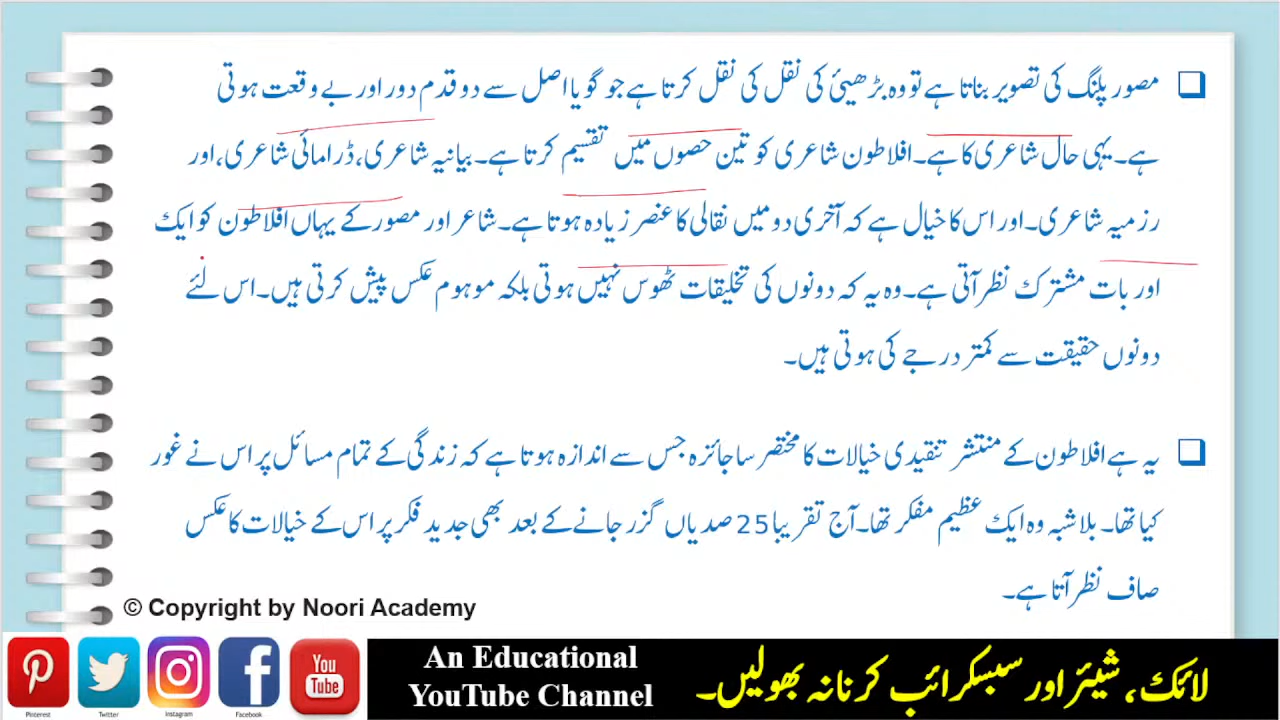 مصور پلنگ کی تصویر بناتا ہے تو وہ بڑھیئی کی نقل کی نقل کرتا ہے جو گویا اصل سے دو قدم دور اور بے وقعت ہوتی
ہے۔ یہی حال شاعری کا ہے۔ افلاطون شاعری کو تین حصوں میں تقسیم کرتا ہے۔ بیانیہ شاعری، ڈرامائی شاعری، اور
رزمیہ شاعری۔ اور اس کا خیال ہے کہ آخری دو میں نقالی کا عنصر زیادہ ہوتا ہے۔ شاعر اور مصور کے یہاں افلاطون کو ایک
اور بات مشترک نظر آتی ہے۔ وہ یہ کہ دونوں کی تخلیقات ٹھوس نہیں ہوتی بلکہ موہوم عکس پیش کرتی ہیں۔ اس لئے
دونوں حقیقت سے کمتر درجے کی ہوتی ہیں۔
یہ ہے افلاطون کے منتشر تنقیدی خیالات کا مختصر سا جائزہ جس سے اندازہ ہوتا ہے کہ زندگی کے تمام مسائل پر اس نے غور
کیا تھا۔ بلا شبہ وہ ایک عظیم مفکر تھا۔ آج تقریبا 25 صدیاں گزر جانے کے بعد بھی جدید فکر پر اس کے خیالات کا عکس
صاف نظر آتا ہے۔
© Copyright by Noori Academy
You
Tube
Pinterest
Twitter
Instagram
Facebook
An Educational
YouTube Channel
لائک، شیئر اور سبسکرائب کرنا نہ بھولیں۔